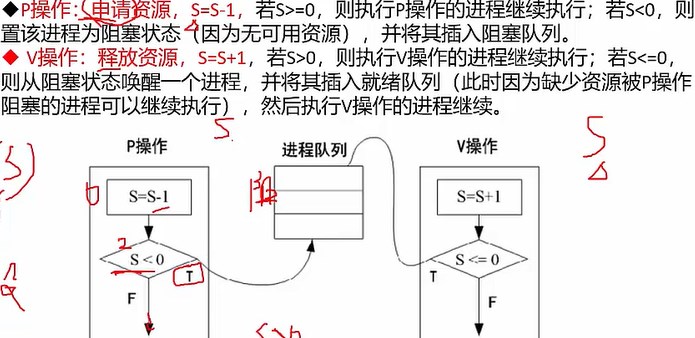 ◆P操作:(申请资源,S=S-1,若S>=0,则执行P操作的进程继续执行;若S<0,则
置该进程为阻塞状态(因为无可用资源),并将其插入阻塞队列。
◆ V操作:释放资源,S=S+1,若S>0,则执行V操作的进程继续执行;若S<=0,
则从阻塞状态唤醒一个进程,并将其插入就绪队列(此时因为缺少资源被P操作
阻塞的进程可以继续执行),然后执行V操作的进程继续。
P操作
进程队列
V操作
S=S-1
S=S+1
S < 0
S <= 0
T
T
F
F
S
S
2